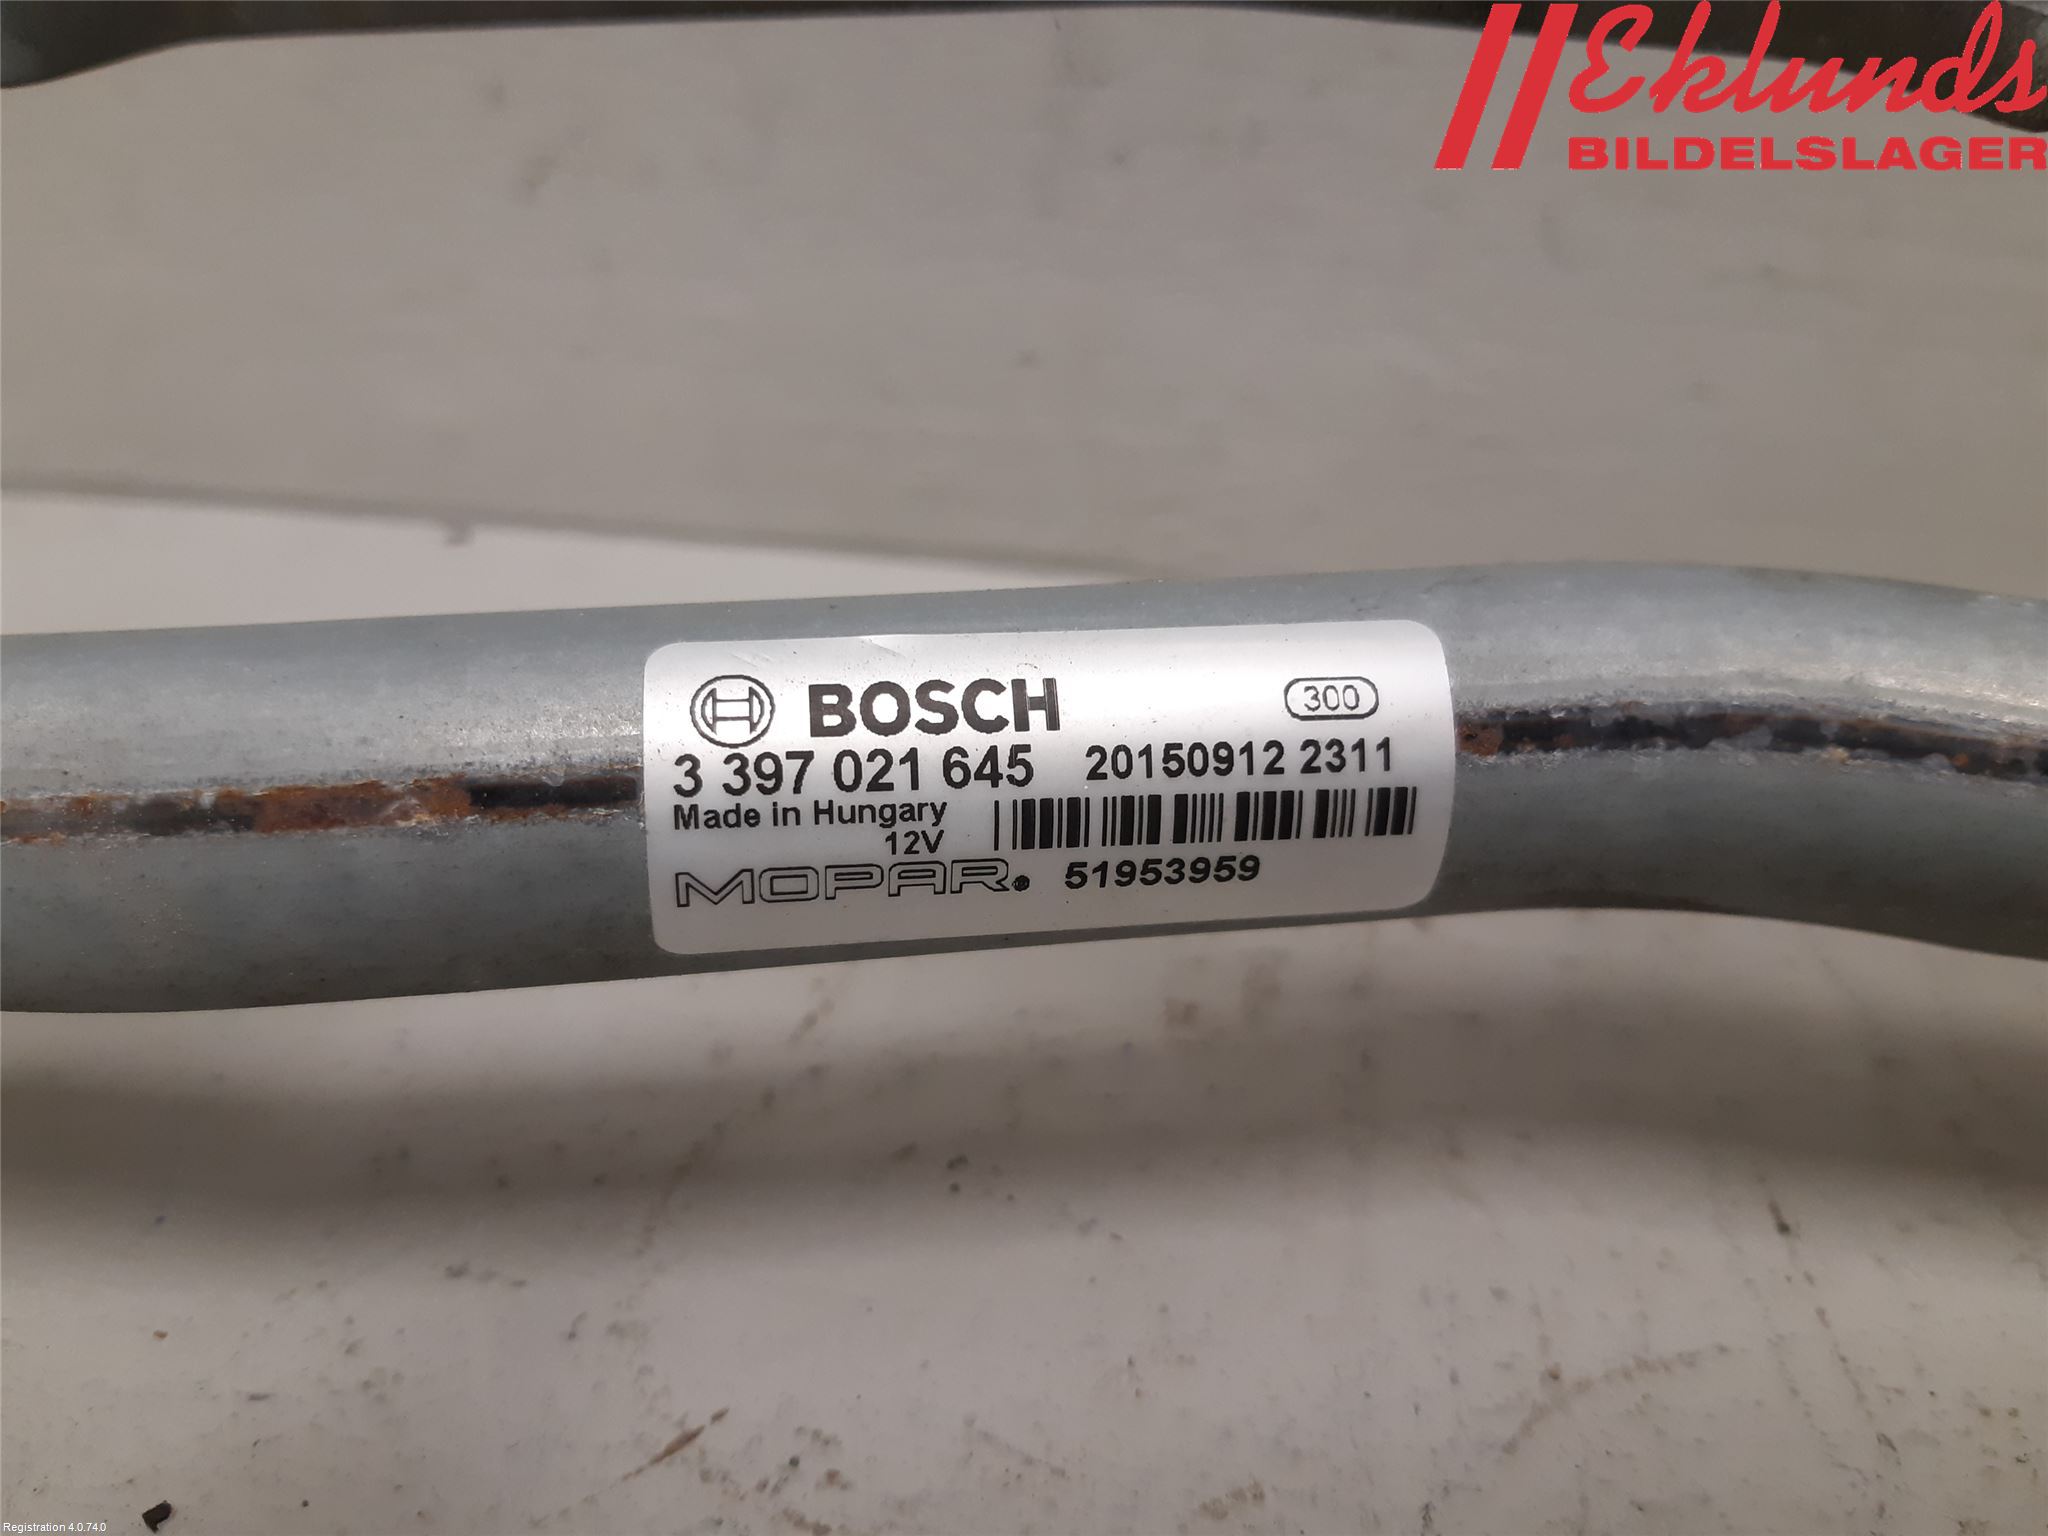 Eklunds
BILDELSLAGER
BOSCH 300
3 397 021 645 20150912 2311
Made in Hungary
12V
MOPAR® 51953959
Registration 4.0.74.0